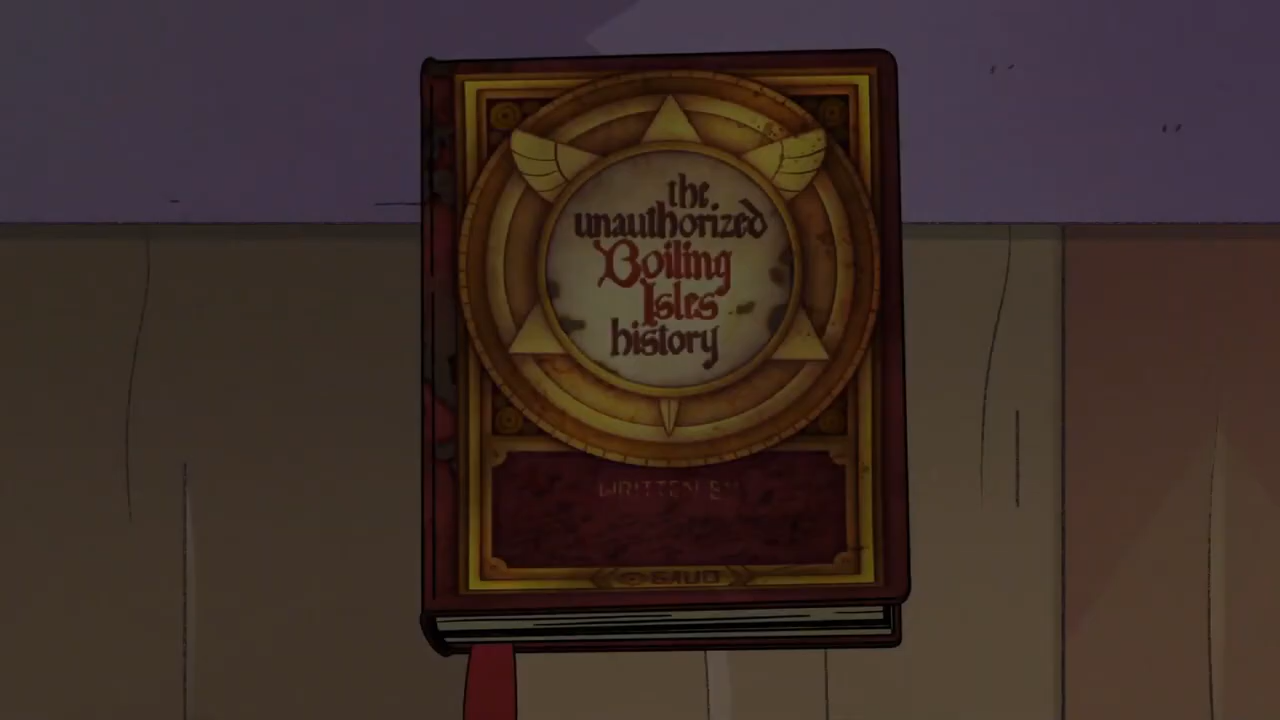 the
unauthorized
Boiling
Isles
history
WRITTEN BY